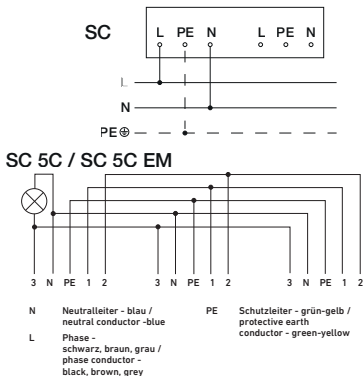 SC L PE N L PE N
L
N
PE
SC 5C / SC 5C EM
3 N PE 1 2 3 N PE 1 2 3 N PE 1 2
N Neutralleiter - blau /
neutral conductor -blue
L Phase -
schwarz, braun, grau /
phase conductor -
black, brown, grey
PE Schutzleiter - grün-gelb /
protective earth
conductor - green-yellow